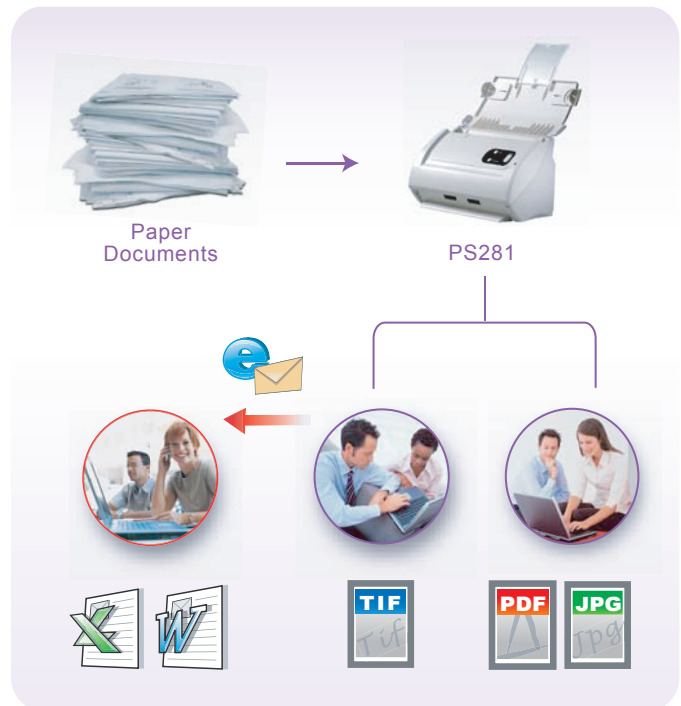 Paper
Documents
PS281
e
X
W
TIF
Tif
PDF
JPG
Jpg